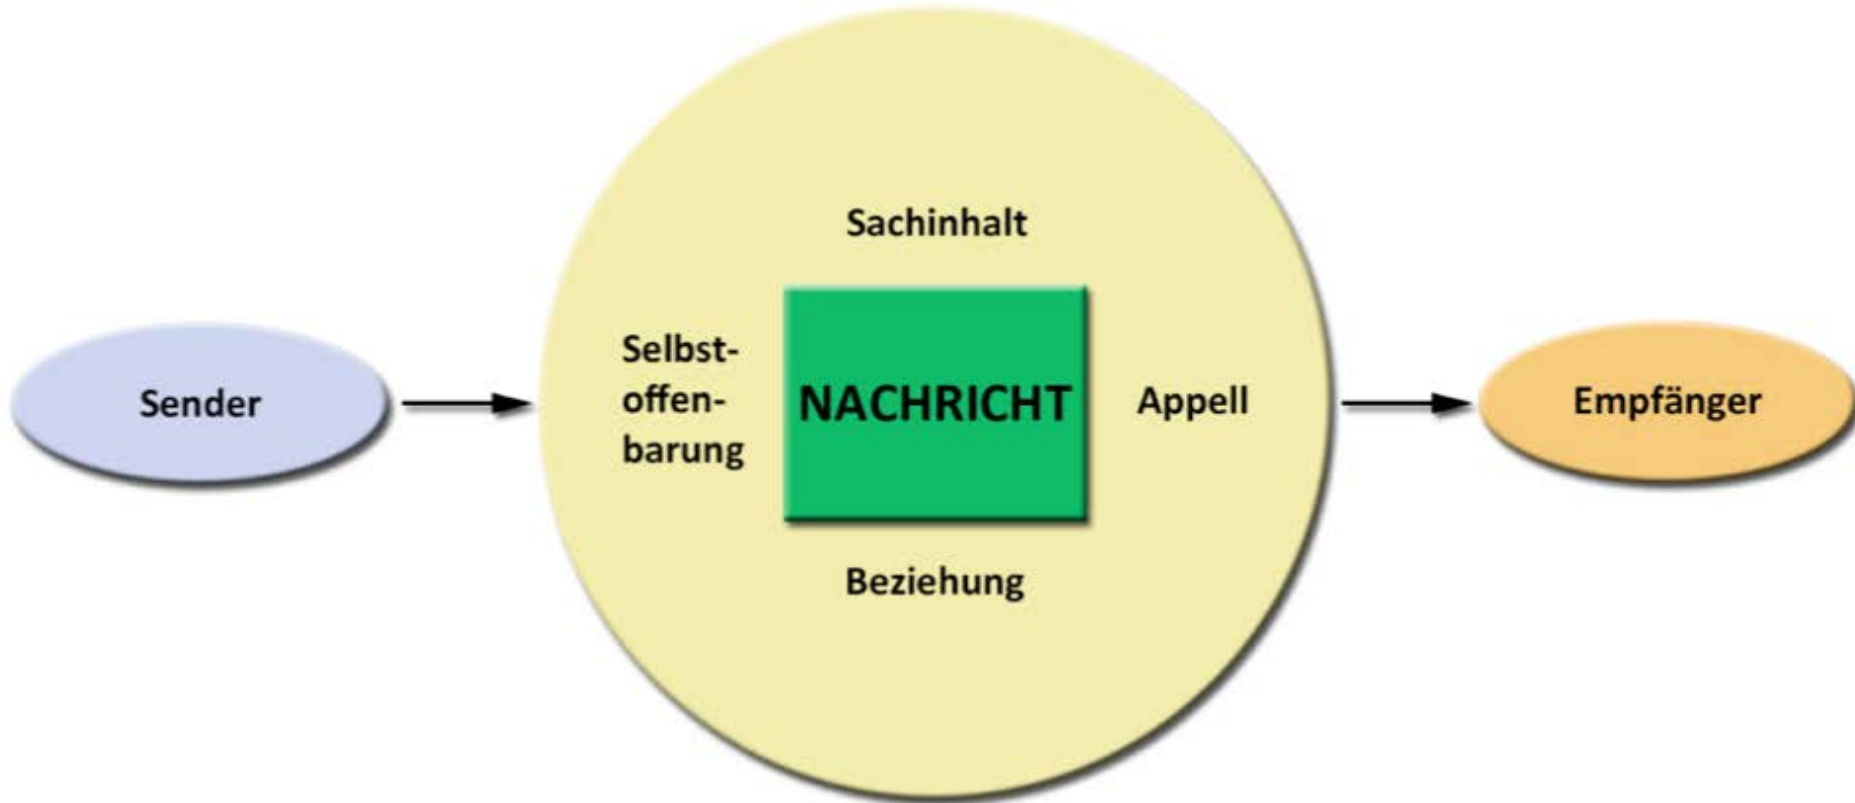 Sachinhalt
Sender
Selbst-
offen-
barung
NACHRICHT
Appell
Empfänger
Beziehung